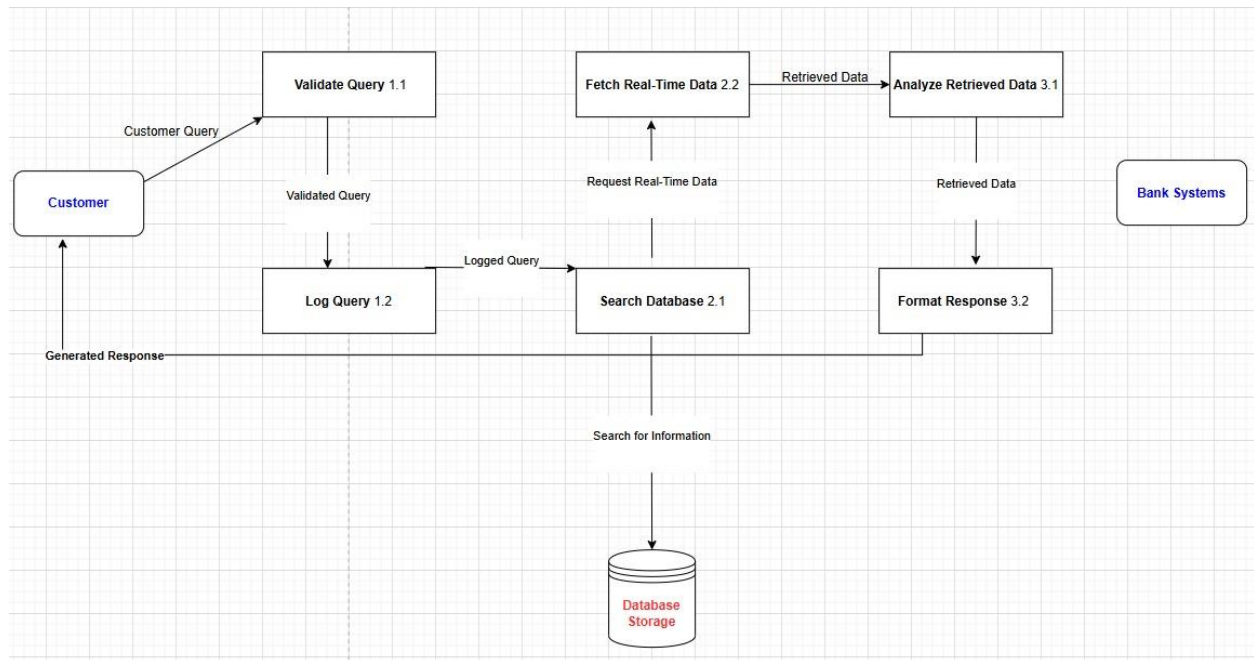 Validate Query 1.1
Fetch Real-Time Data 2.2
Retrieved Data
Analyze Retrieved Data 3.1
Customer Query
Customer
Validated Query
Request Real-Time Data
Retrieved Data
Bank Systems
Logged Query
Log Query 1.2
Search Database 2.1
Format Response 3.2
Generated Response
Search for Information
Database
Storage